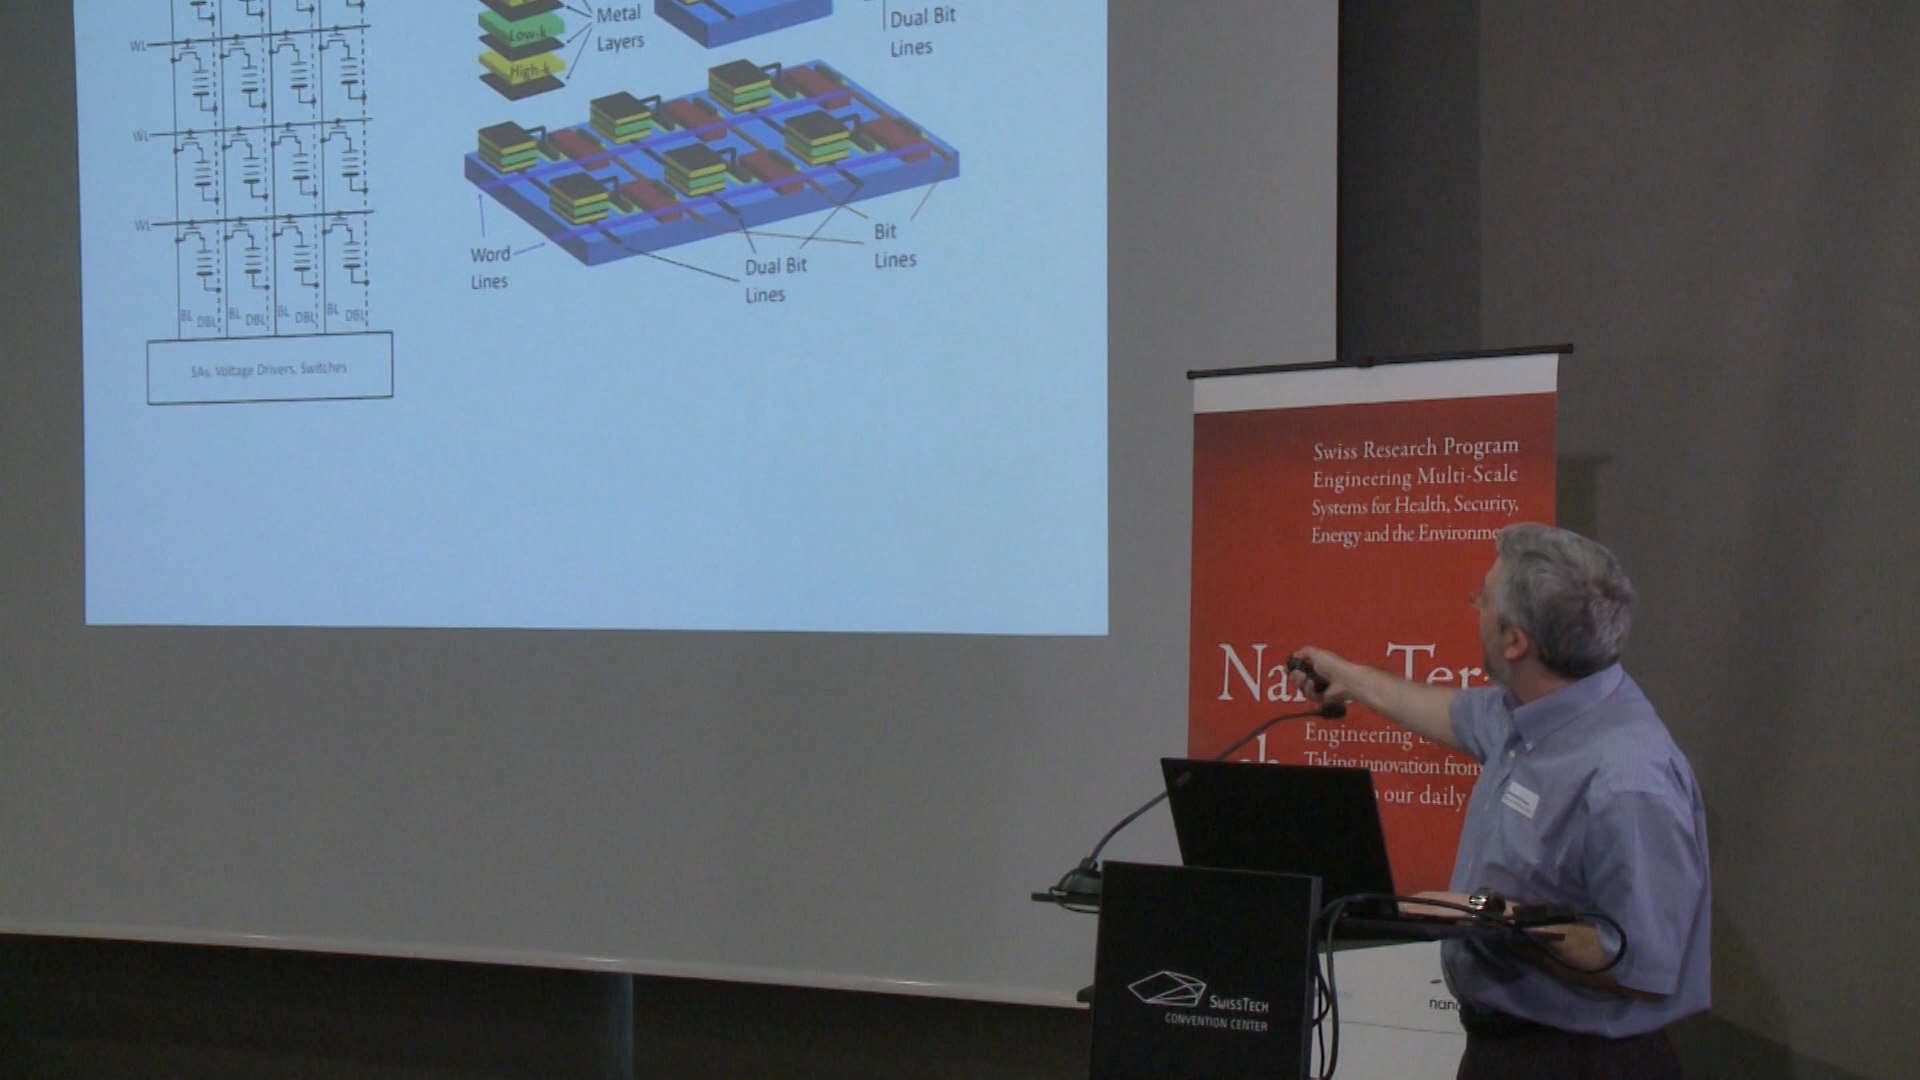 WL
WL
WL
BL DBL BL DBL BL DBL BL DBL
SAs, Voltage Drivers, Switches
Low-k
High-k
Metal
Layers
Dual Bit
Lines
Word
Lines
Dual Bit
Lines
Bit
Lines
Swiss Research Program
Engineering Multi-Scale
Systems for Health, Security,
Energy and the
Engineering
Taking innovation from
our daily
SWISSTECH
CONVENTION CENTER